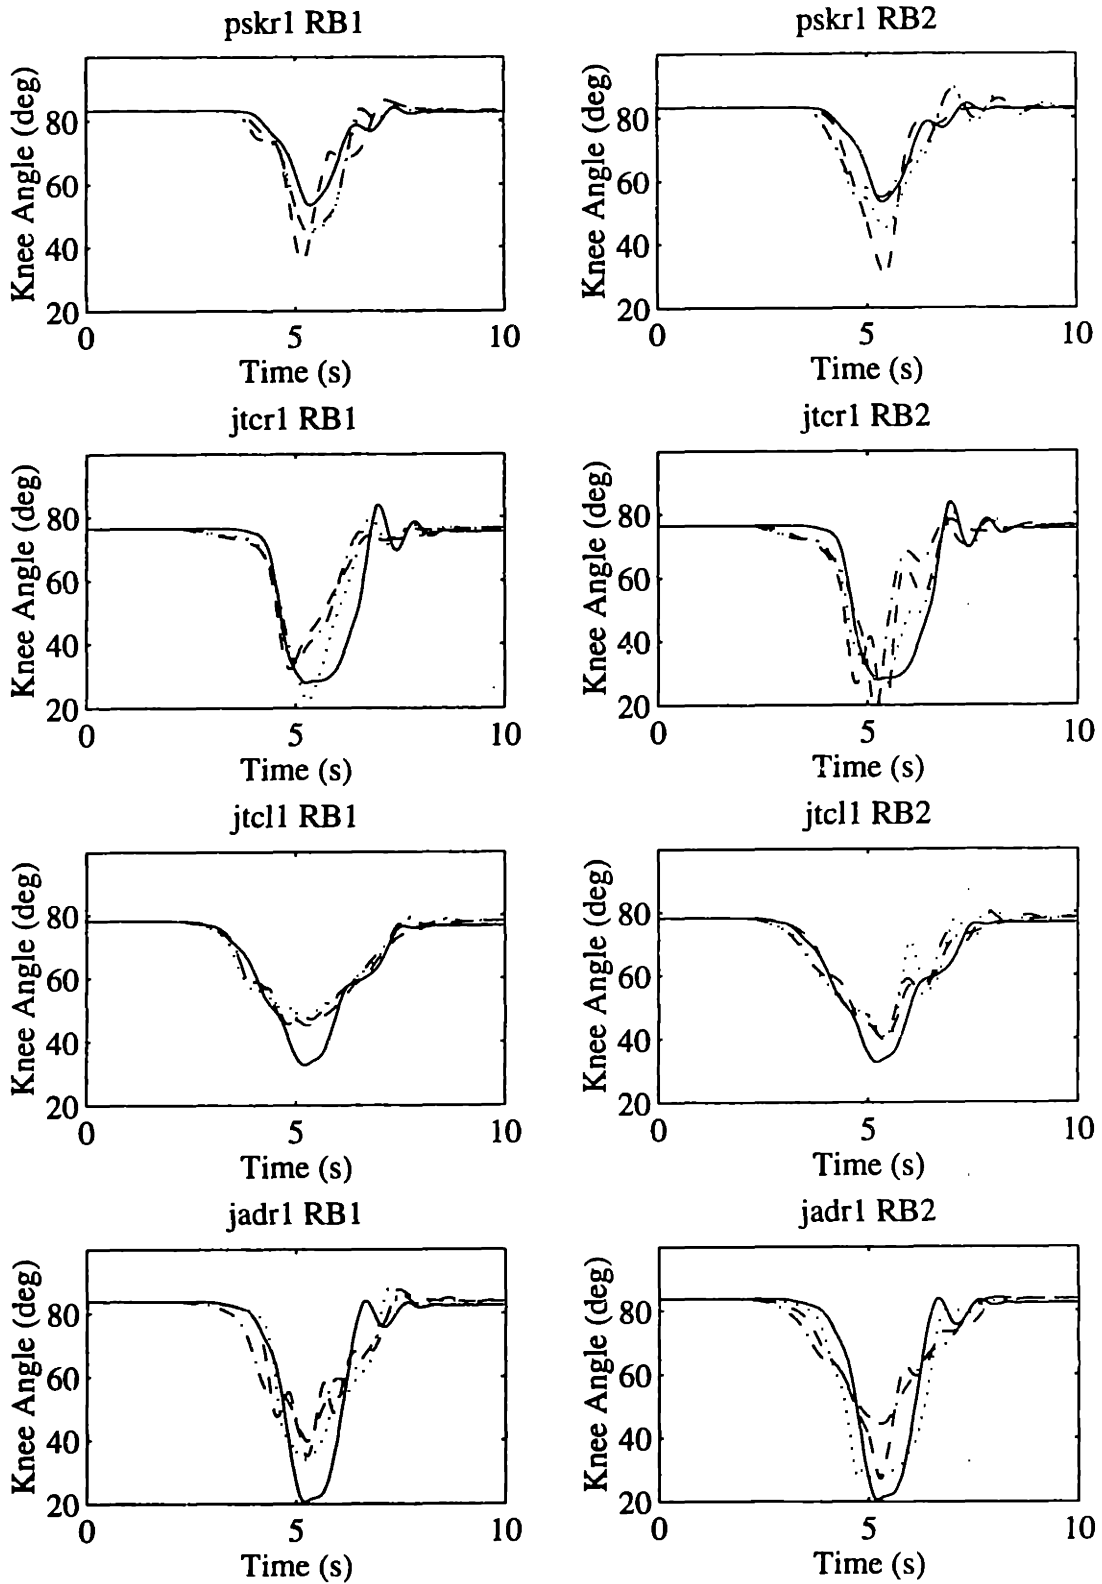 pskr1 RB1
pskr1 RB2
Knee Angle (deg)
80
60
40
20
0
5
10
Time (s)
Knee Angle (deg)
80
60
40
20
0
5
10
Time (s)
jtcr1 RB1
jtcr1 RB2
Knee Angle (deg)
80
60
40
20
0
5
10
Time (s)
Knee Angle (deg)
80
60
40
20
0
5
10
Time (s)
jtcl1 RB1
jtcl1 RB2
Knee Angle (deg)
80
60
40
20
0
5
10
Time (s)
Knee Angle (deg)
80
60
40
20
0
5
10
Time (s)
jadr1 RB1
jadr1 RB2
Knee Angle (deg)
80
60
40
20
0
5
10
Time (s)
Knee Angle (deg)
80
60
40
20
0
5
10
Time (s)